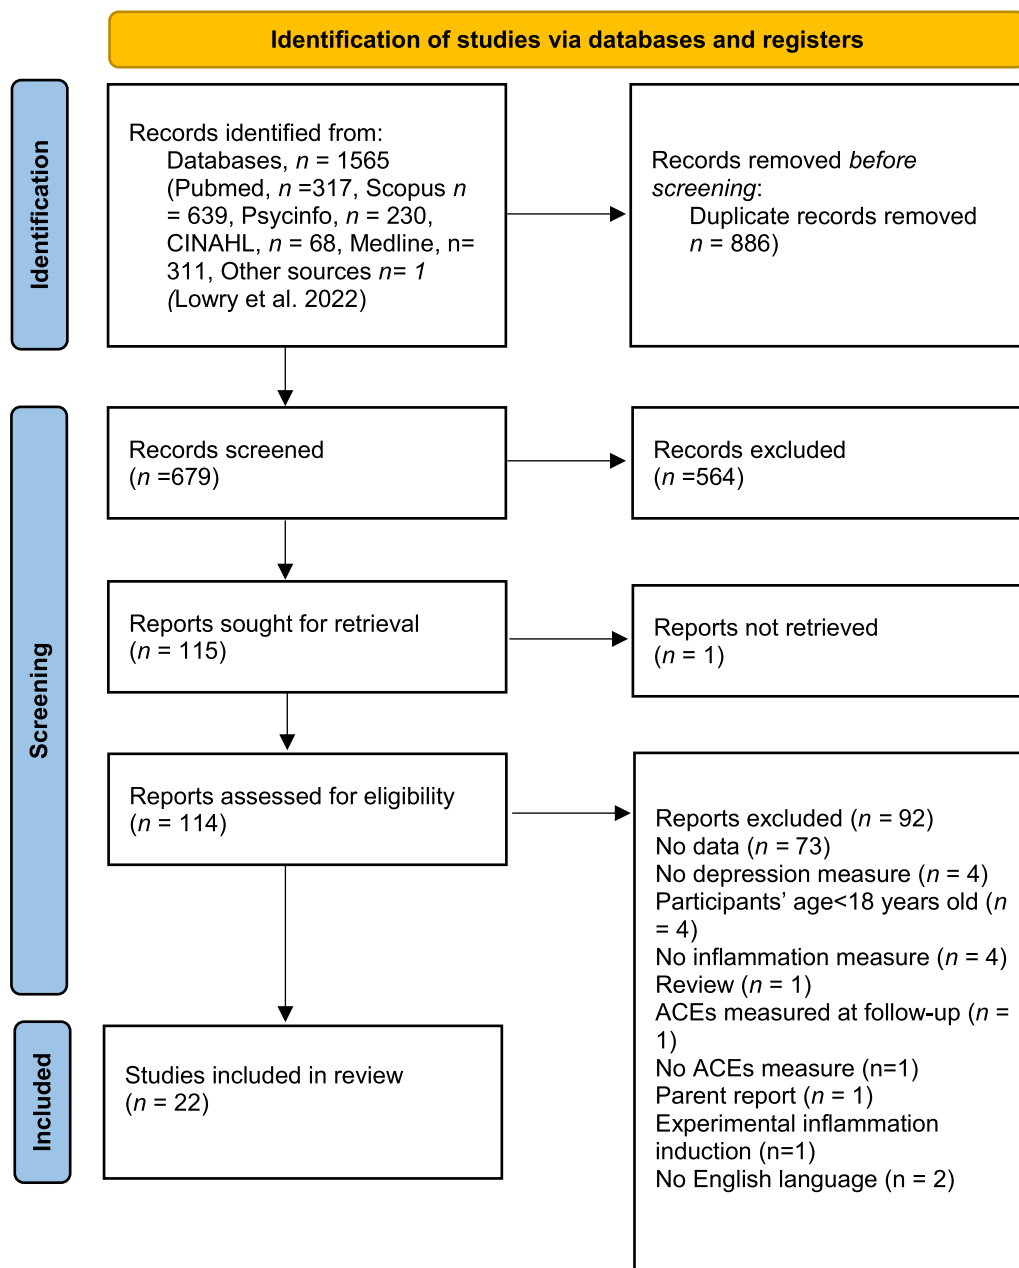 Identification of studies via databases and registers
Identification
Records identified from:
Databases, n = 1565
(Pubmed, n =317, Scopus n
= 639, Psycinfo, n = 230,
CINAHL, n = 68, Medline, n=
311, Other sources n= 1
(Lowry et al. 2022)
Records removed before
screening:
Duplicate records removed
n = 886)
Screening
Records screened
(n =679)
Records excluded
(n =564)
Reports sought for retrieval
(n = 115)
Reports not retrieved
(n = 1)
Reports assessed for eligibility
(n = 114)
Reports excluded (n = 92)
No data (n = 73)
No depression measure (n = 4)
Participants’ age<18 years old (n
= 4)
No inflammation measure (n = 4)
Review (n = 1)
ACEs measured at follow-up (n =
1)
No ACEs measure (n=1)
Parent report (n = 1)
Experimental inflammation
induction (n=1)
No English language (n = 2)
Included
Studies included in review
(n = 22)